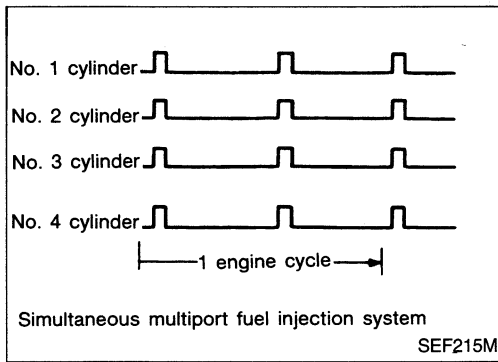 No. 1 cylinder
No. 2 cylinder
No. 3 cylinder
No. 4 cylinder
1 engine cycle
Simultaneous multiport fuel injection system
SEF215M